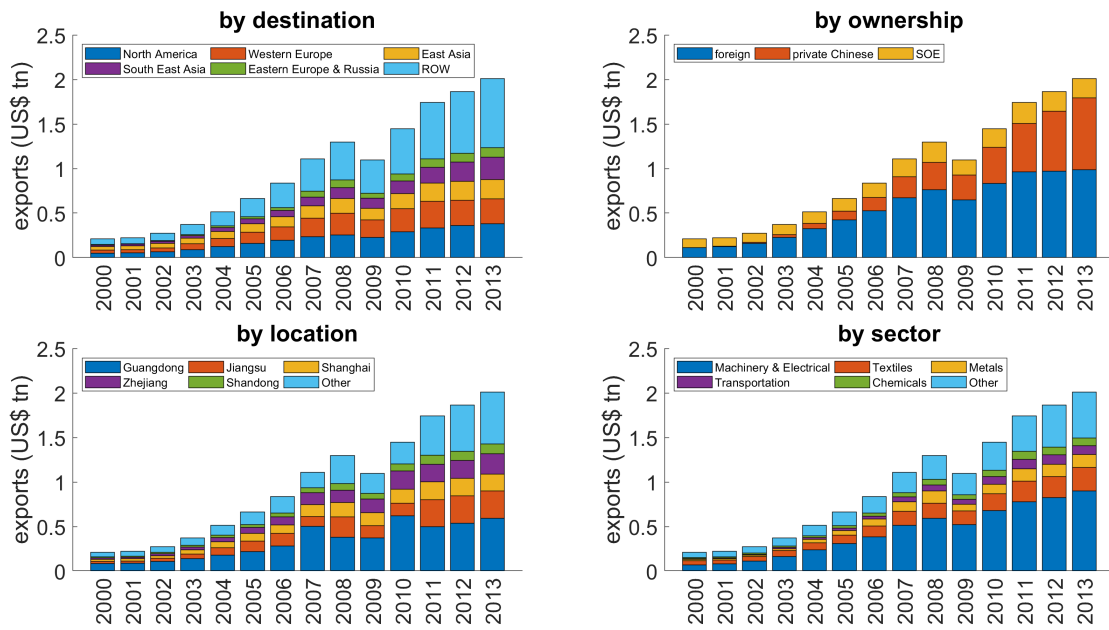 by destination
2.5
2
1.5
1
0.5
0
exports (US$ tn)
North America Western Europe East Asia
South East Asia Eastern Europe & Russia ROW
2000 2001 2002 2003 2004 2005 2006 2007 2008 2009 2010 2011 2012 2013
by ownership
2.5
2
1.5
1
0.5
0
exports (US$ tn)
foreign private Chinese SOE
2000 2001 2002 2003 2004 2005 2006 2007 2008 2009 2010 2011 2012 2013
by location
2.5
2
1.5
1
0.5
0
exports (US$ tn)
Guangdong Jiangsu Shanghai
Zhejiang Shandong Other
2000 2001 2002 2003 2004 2005 2006 2007 2008 2009 2010 2011 2012 2013
by sector
2.5
2
1.5
1
0.5
0
exports (US$ tn)
Machinery & Electrical Textiles Metals
Transportation Chemicals Other
2000 2001 2002 2003 2004 2005 2006 2007 2008 2009 2010 2011 2012 2013